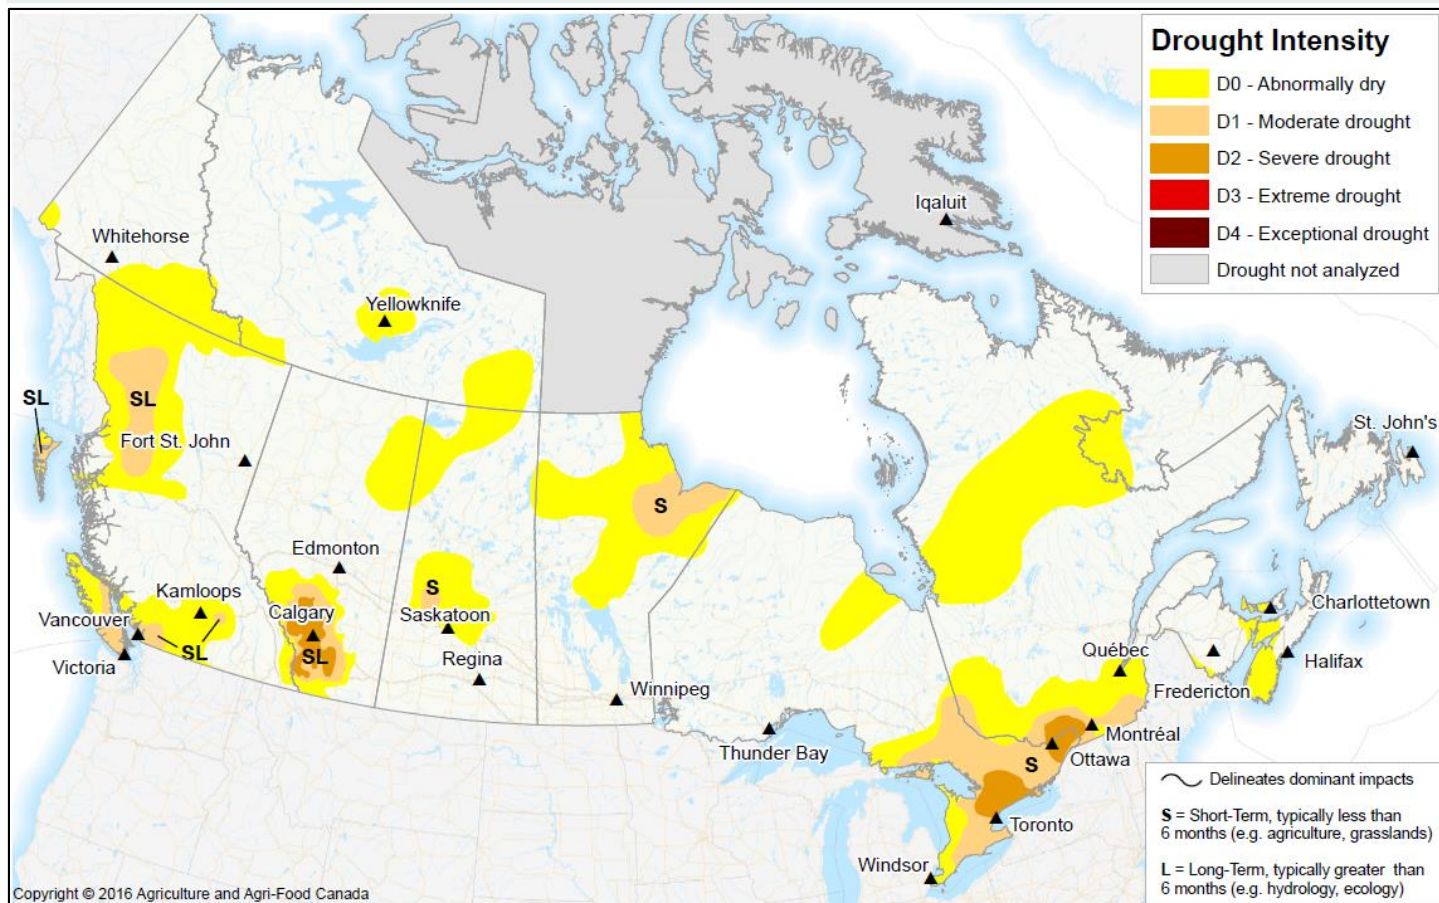 Drought Intensity
D0 - Abnormally dry
D1 - Moderate drought
D2 - Severe drought
D3 - Extreme drought
D4 - Exceptional drought
Drought not analyzed
Iqaluit
Whitehorse
Yellowknife
SL
SL
Fort St. John
St. John's
S
Edmonton
S
Kamloops
Calgary
Saskatoon
Vancouver
SL
SL
Victoria
Regina
Winnipeg
Charlottetown
Québec
Halifax
Fredericton
Montréal
Thunder Bay
Ottawa
S
Toronto
Windsor
Delineates dominant impacts
S = Short-Term, typically less than
6 months (e.g. agriculture, grasslands)
L = Long-Term, typically greater than
6 months (e.g. hydrology, ecology)
Copyright © 2016 Agriculture and Agri-Food Canada